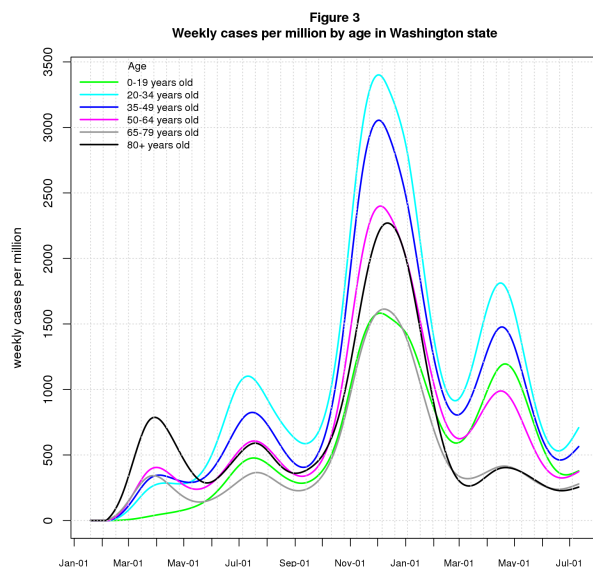 Figure 3
Weekly cases per million by age in Washington state
weekly cases per million
3500
3000
2500
2000
1500
1000
500
0
Age
0-19 years old
20-34 years old
35-49 years old
50-64 years old
65-79 years old
80+ years old
Jan-01 Mar-01 May-01 Jul-01 Sep-01 Nov-01 Jan-01 Mar-01 May-01 Jul-01